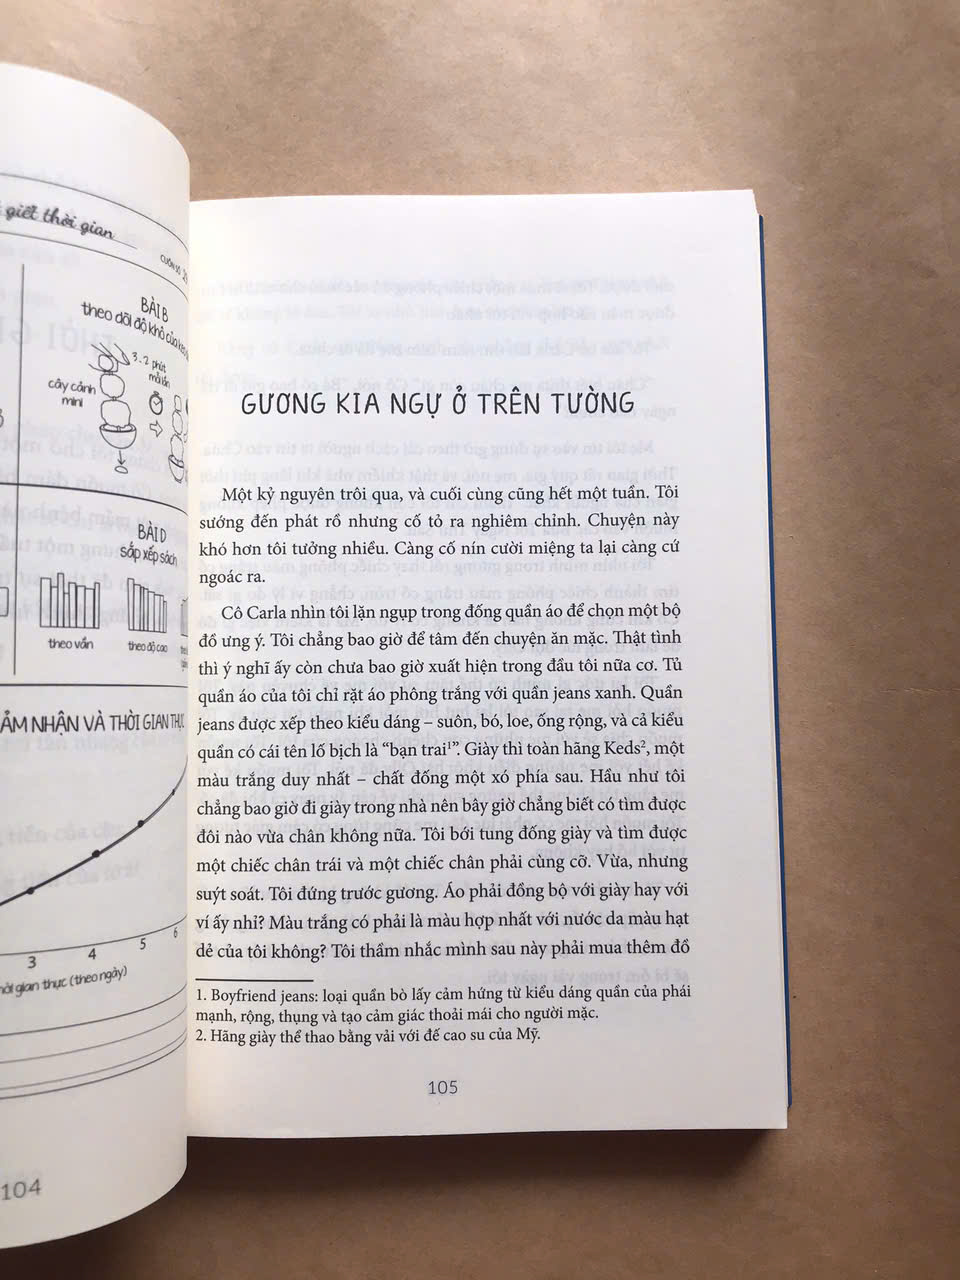 giết thời gian
CUỐN SỐ
BÀI B
theo dõi độ khô của
3.2 phút
mỗi lần
cây cảnh
mini
BÀI D
sắp xếp sách
theo vần
theo độ cao
NHẬN VÀ THỜI GIAN THỰC
3 4 5 6
gian thực (theo ngày)
104
GƯƠNG KIA NGỰ Ở TRÊN TƯỜNG
Một kỷ nguyên trôi qua, và cuối cùng cũng hết một tuần. Tôi
sướng đến phát rồ nhưng cố tỏ ra nghiêm chỉnh. Chuyện này
khó hơn tôi tưởng nhiều. Càng cố nín cười miệng ta lại càng cứ
ngoác ra.
Cô Carla nhìn tôi lặn ngụp trong đống quần áo để chọn một bộ
đồ ưng ý. Tôi chẳng bao giờ để tâm đến chuyện ăn mặc. Thật tình
thì ý nghĩ ấy còn chưa bao giờ xuất hiện trong đầu tôi nữa cơ. Tủ
quần áo của tôi chỉ rặt áo phông trắng với quần jeans xanh. Quần
jeans được xếp theo kiểu dáng – suôn, bó, loe, ống rộng, và cả kiểu
quần có cái tên lố bịch là “bạn trai¹”. Giày thì toàn hãng Keds², một
màu trắng duy nhất – chất đống một xó phía sau. Hầu như tôi
chẳng bao giờ đi giày trong nhà nên bây giờ chẳng biết có tìm được
đôi nào vừa chân không nữa. Tôi bới tung đống giày và tìm được
một chiếc chân trái và một chiếc chân phải cùng cỡ. Vừa, nhưng
suýt soát. Tôi đứng trước gương. Áo phải đồng bộ với giày hay với
ví ấy nhỉ? Màu trắng có phải là màu hợp nhất với nước da màu hạt
dẻ của tôi không? Tôi thầm nhắc mình sau này phải mua thêm đồ
1. Boyfriend jeans: loại quần bò lấy cảm hứng từ kiểu dáng quần của phái
mạnh, rộng, thụng và tạo cảm giác thoải mái cho người mặc.
2. Hãng giày thể thao bằng vải với đế cao su của Mỹ.
105